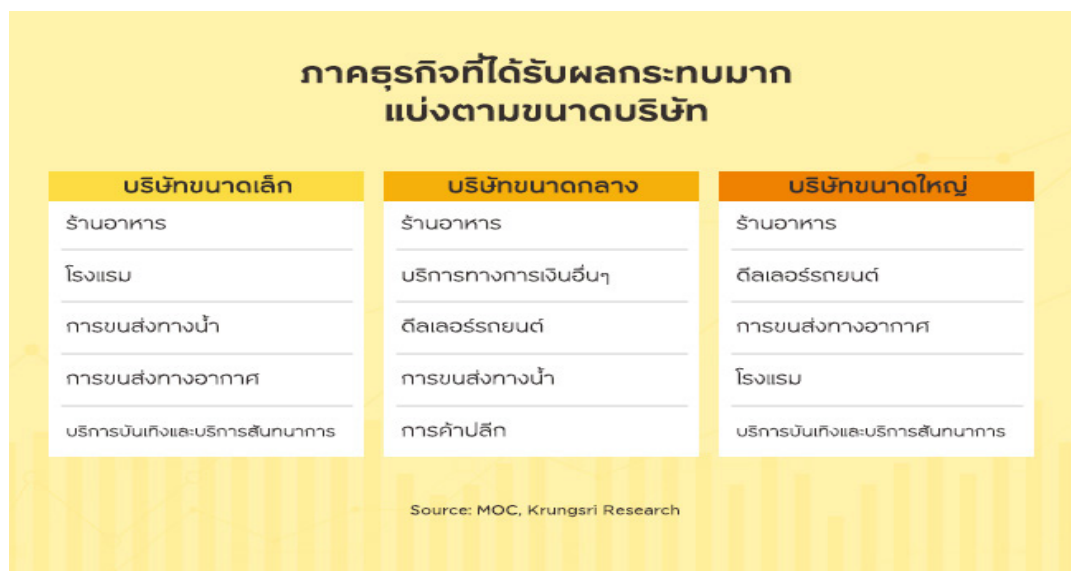 ภาคธุรกิจที่ได้รับผลกระทบมาก
แบ่งตามขนาดบริษัท
บริษัทขนาดเล็ก
ร้านอาหาร
โรงแรม
การขนส่งทางน้ำ
การขนส่งทางอากาศ
บริการบันเทิงและบริการสันทนาการ
บริษัทขนาดกลาง
ร้านอาหาร
บริการทางการเงินอื่นๆ
ดีลเลอร์รถยนต์
การขนส่งทางน้ำ
การค้าปลีก
บริษัทขนาดใหญ่
ร้านอาหาร
ดีลเลอร์รถยนต์
การขนส่งทางอากาศ
โรงแรม
บริการบันเทิงและบริการสันทนาการ
Source: MOC, Krungsri Research